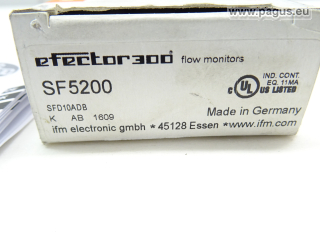 www.pagus.eu
efector300 flow monitors
SF5200
SFD10ADB
K AB 1609
IND. CONT.
EQ. 11MA
c UL US LISTED
Made in Germany
ifm electronic gmbh • 45128 Essen • www.ifm.com